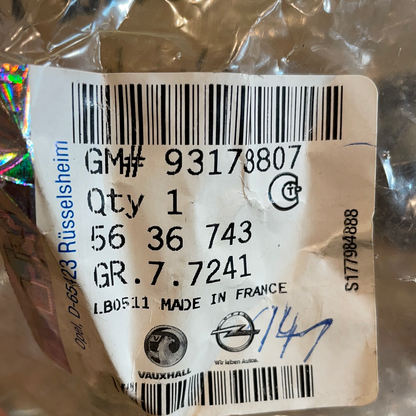 GM# 93178807
Qty 1
56 36 743
GR.7.7241
LB0511 MADE IN FRANCE
VAUXHALL
Wir leben Autos.
Opel, D-65423 Rüsselsheim
S177984888